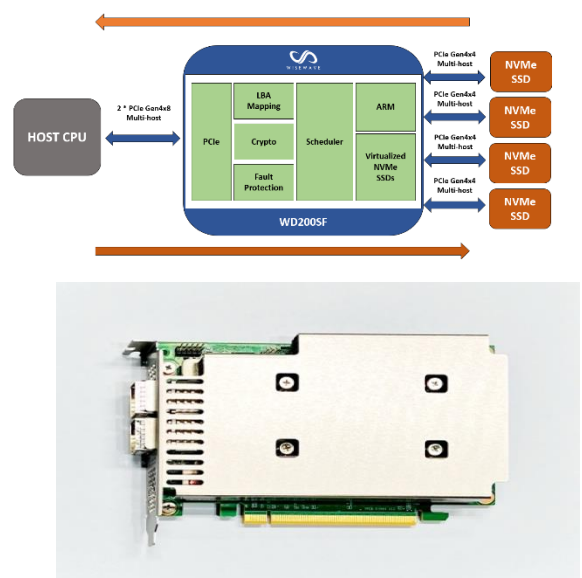 WISEWAVE
HOST CPU
2 * PCIe Gen4x8
Multi-host
PCIe
LBA
Mapping
Crypto
Fault
Protection
Scheduler
ARM
Virtualized
NVMe
SSDs
WD200SF
PCIe Gen4x4
Multi-host
NVMe
SSD
PCIe Gen4x4
Multi-host
NVMe
SSD
PCIe Gen4x4
Multi-host
NVMe
SSD
PCIe Gen4x4
Multi-host
NVMe
SSD